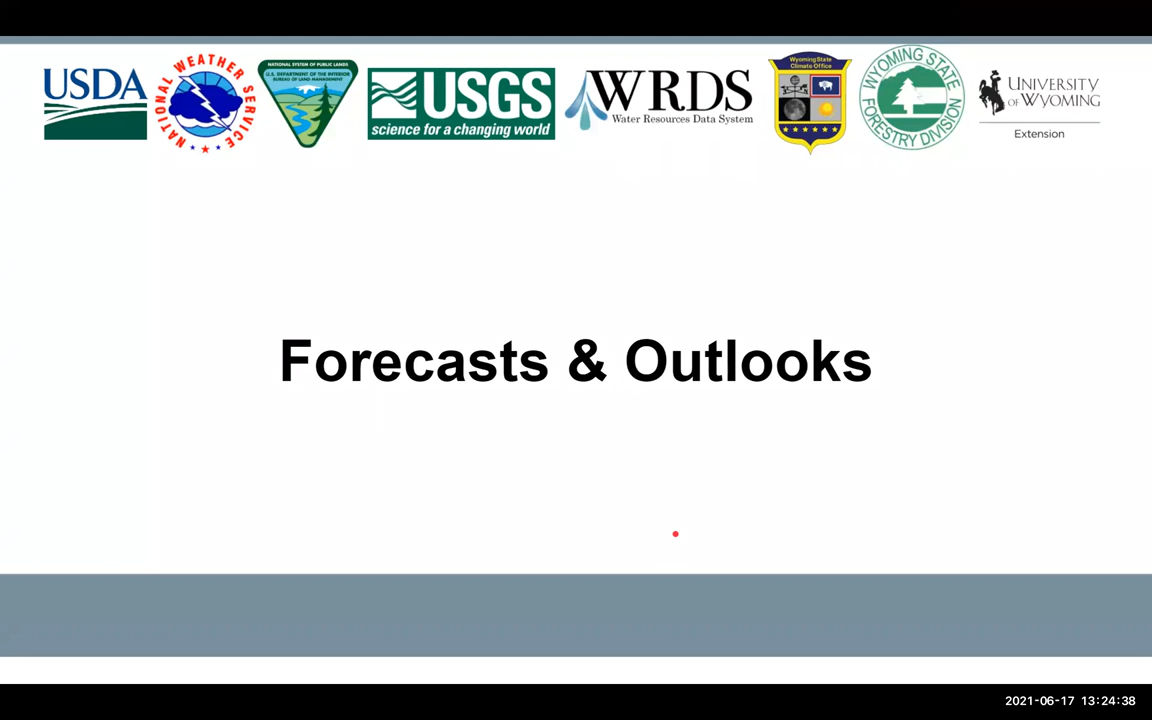 USDA
NATIONAL WEATHER SERVICE
NATIONAL SYSTEM OF PUBLIC LANDS
U.S. DEPARTMENT OF THE INTERIOR
BUREAU OF LAND MANAGEMENT
USGS
science for a changing world
WRDS
Water Resources Data System
Wyoming State
Climate Office
WYOMING STATE
FORESTRY DIVISION
UNIVERSITY
OF WYOMING
Extension
Forecasts & Outlooks
2021-06-17 13:24:38